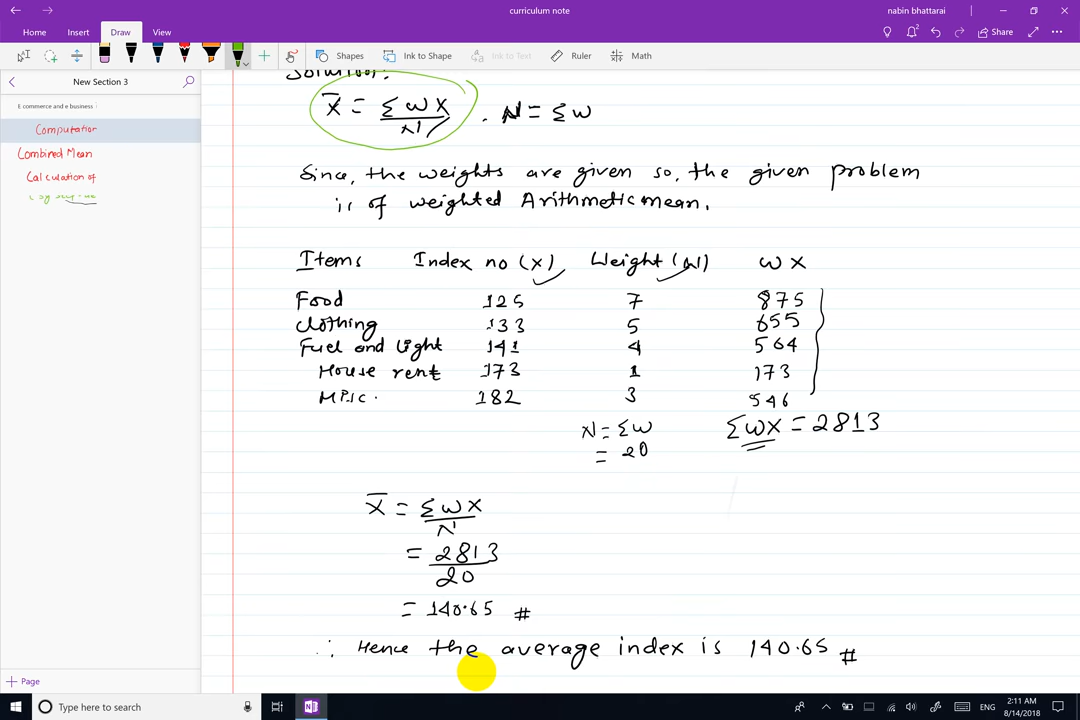 curriculum note
nabin bhattarai
Home Insert Draw View
Share
Shapes Ink to Shape Ink to Text Ruler Math
New Section 3
E commerce and e business
Computation
Combined Mean
Calculation of
Solution:
X̄ = ΣWX/N . N = ΣW
Since, the weights are given so, the given problem
is of weighted Arithmetic mean.
Items Index no (X) Weight (W) WX
Food 125 7 875
Clothing 133 5 655
Fuel and Light 141 4 564
House rent 173 1 173
Misc. 182 3 546
N = ΣW ΣWX = 2813
= 20
X̄ = ΣWX/N
= 2813/20
= 140.65 #
∴ Hence the average index is 140.65 #
Page
Type here to search
ENG
2:11 AM
8/14/2018